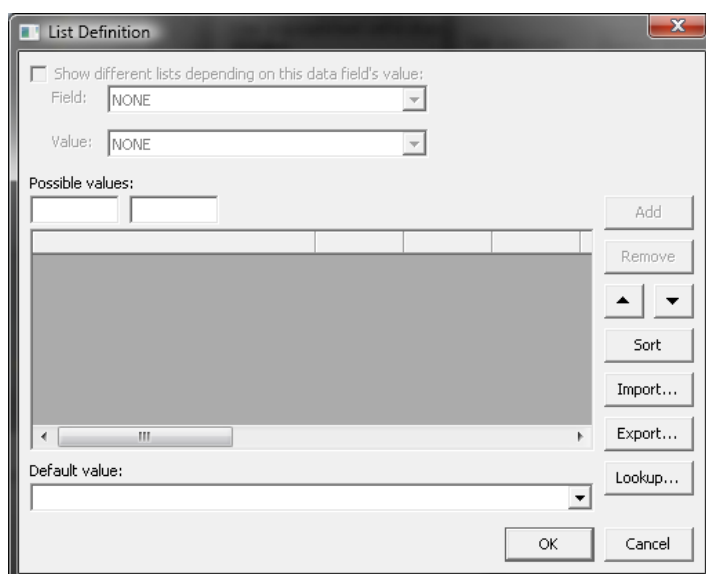 List Definition
Show different lists depending on this data field's value:
Field: NONE
Value: NONE
Possible values:
Add
Remove
Sort
Import...
Export...
Default value:
Lookup...
OK Cancel